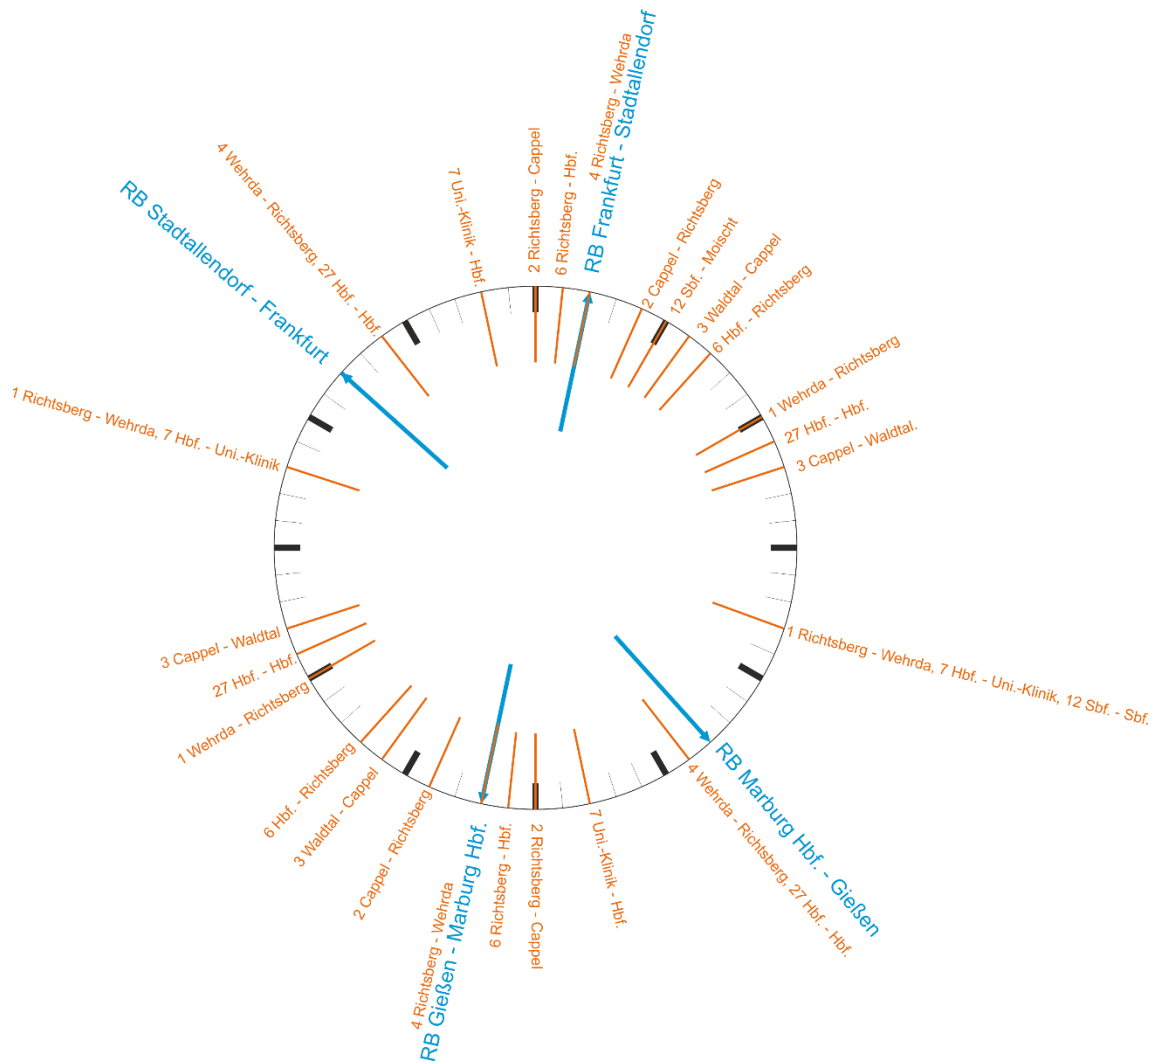 2 Richtsberg - Cappel
6 Richtsberg - Hbf.
4 Richtsberg - Wehrda
RB Frankfurt - Stadtallendorf
2 Cappel - Richtsberg
12 Sbf. - Moischt
3 Waldtal - Cappel
6 Hbf. - Richtsberg
1 Wehrda - Richtsberg
27 Hbf. - Hbf.
3 Cappel - Waldtal.
1 Richtsberg - Wehrda, 7 Hbf. - Uni.-Klinik, 12 Sbf. - Sbf.
RB Marburg Hbf. - Gießen
4 Wehrda - Richtsberg, 27 Hbf. - Hbf.
7 Uni.-Klinik - Hbf.
2 Richtsberg - Cappel
6 Richtsberg - Hbf.
4 Richtsberg - Wehrda
RB Gießen - Marburg Hbf.
2 Cappel - Richtsberg
3 Waldtal - Cappel
6 Hbf. - Richtsberg
1 Wehrda - Richtsberg
27 Hbf. - Hbf.
3 Cappel - Waldtal
1 Richtsberg - Wehrda, 7 Hbf. - Uni.-Klinik
RB Stadtallendorf - Frankfurt
4 Wehrda - Richtsberg, 27 Hbf. - Hbf.
7 Uni.-Klinik - Hbf.